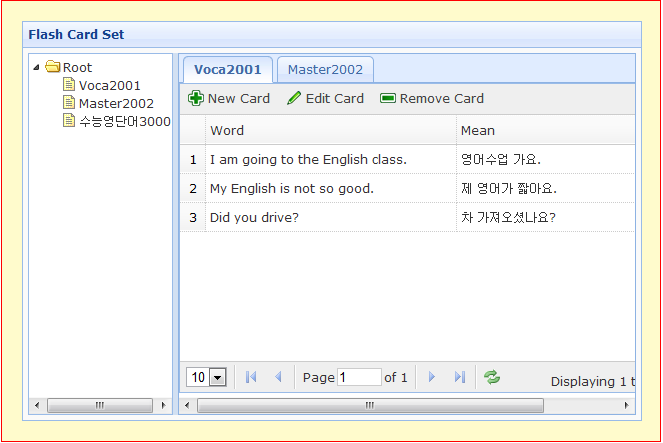 Flash Card Set
Root
Voca2001
Master2002
수능영단어3000
Voca2001 Master2002
New Card Edit Card Remove Card
Word Mean
1 I am going to the English class. 영어수업 가요.
2 My English is not so good. 제 영어가 짧아요.
3 Did you drive? 차 가져오셨나요?
10 Page 1 of 1 Displaying 1 t